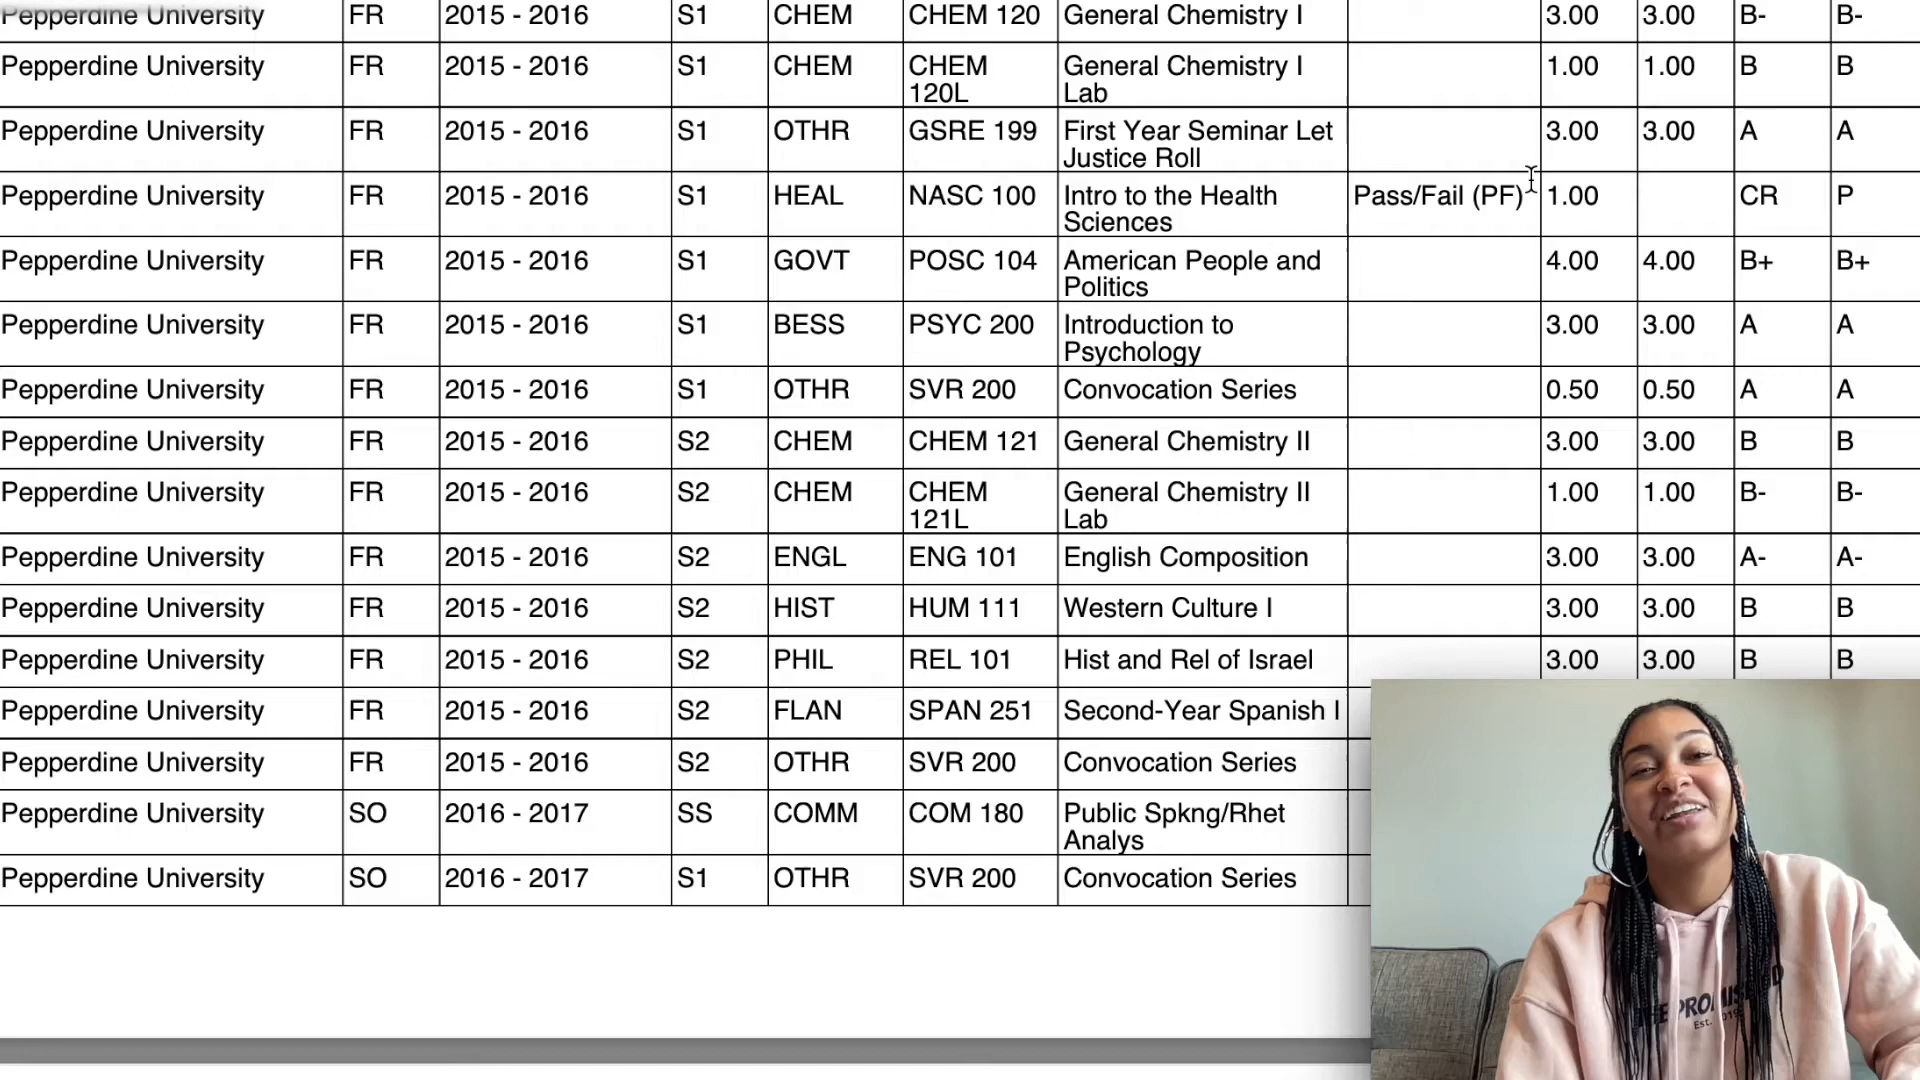 Pepperdine University FR 2015 - 2016 S1 CHEM CHEM 120 General Chemistry I 3.00 3.00 B- B-
Pepperdine University FR 2015 - 2016 S1 CHEM CHEM General Chemistry I 1.00 1.00 B B
120L Lab
Pepperdine University FR 2015 - 2016 S1 OTHR GSRE 199 First Year Seminar Let 3.00 3.00 A A
Justice Roll
Pepperdine University FR 2015 - 2016 S1 HEAL NASC 100 Intro to the Health Pass/Fail (PF) 1.00 CR P
Sciences
Pepperdine University FR 2015 - 2016 S1 GOVT POSC 104 American People and 4.00 4.00 B+ B+
Politics
Pepperdine University FR 2015 - 2016 S1 BESS PSYC 200 Introduction to 3.00 3.00 A A
Psychology
Pepperdine University FR 2015 - 2016 S1 OTHR SVR 200 Convocation Series 0.50 0.50 A A
Pepperdine University FR 2015 - 2016 S2 CHEM CHEM 121 General Chemistry II 3.00 3.00 B B
Pepperdine University FR 2015 - 2016 S2 CHEM CHEM General Chemistry II 1.00 1.00 B- B-
121L Lab
Pepperdine University FR 2015 - 2016 S2 ENGL ENG 101 English Composition 3.00 3.00 A- A-
Pepperdine University FR 2015 - 2016 S2 HIST HUM 111 Western Culture I 3.00 3.00 B B
Pepperdine University FR 2015 - 2016 S2 PHIL REL 101 Hist and Rel of Israel 3.00 3.00 B B
Pepperdine University FR 2015 - 2016 S2 FLAN SPAN 251 Second-Year Spanish I
Pepperdine University FR 2015 - 2016 S2 OTHR SVR 200 Convocation Series
Pepperdine University SO 2016 - 2017 SS COMM COM 180 Public Spkng/Rhet
Analys
Pepperdine University SO 2016 - 2017 S1 OTHR SVR 200 Convocation Series
Est.